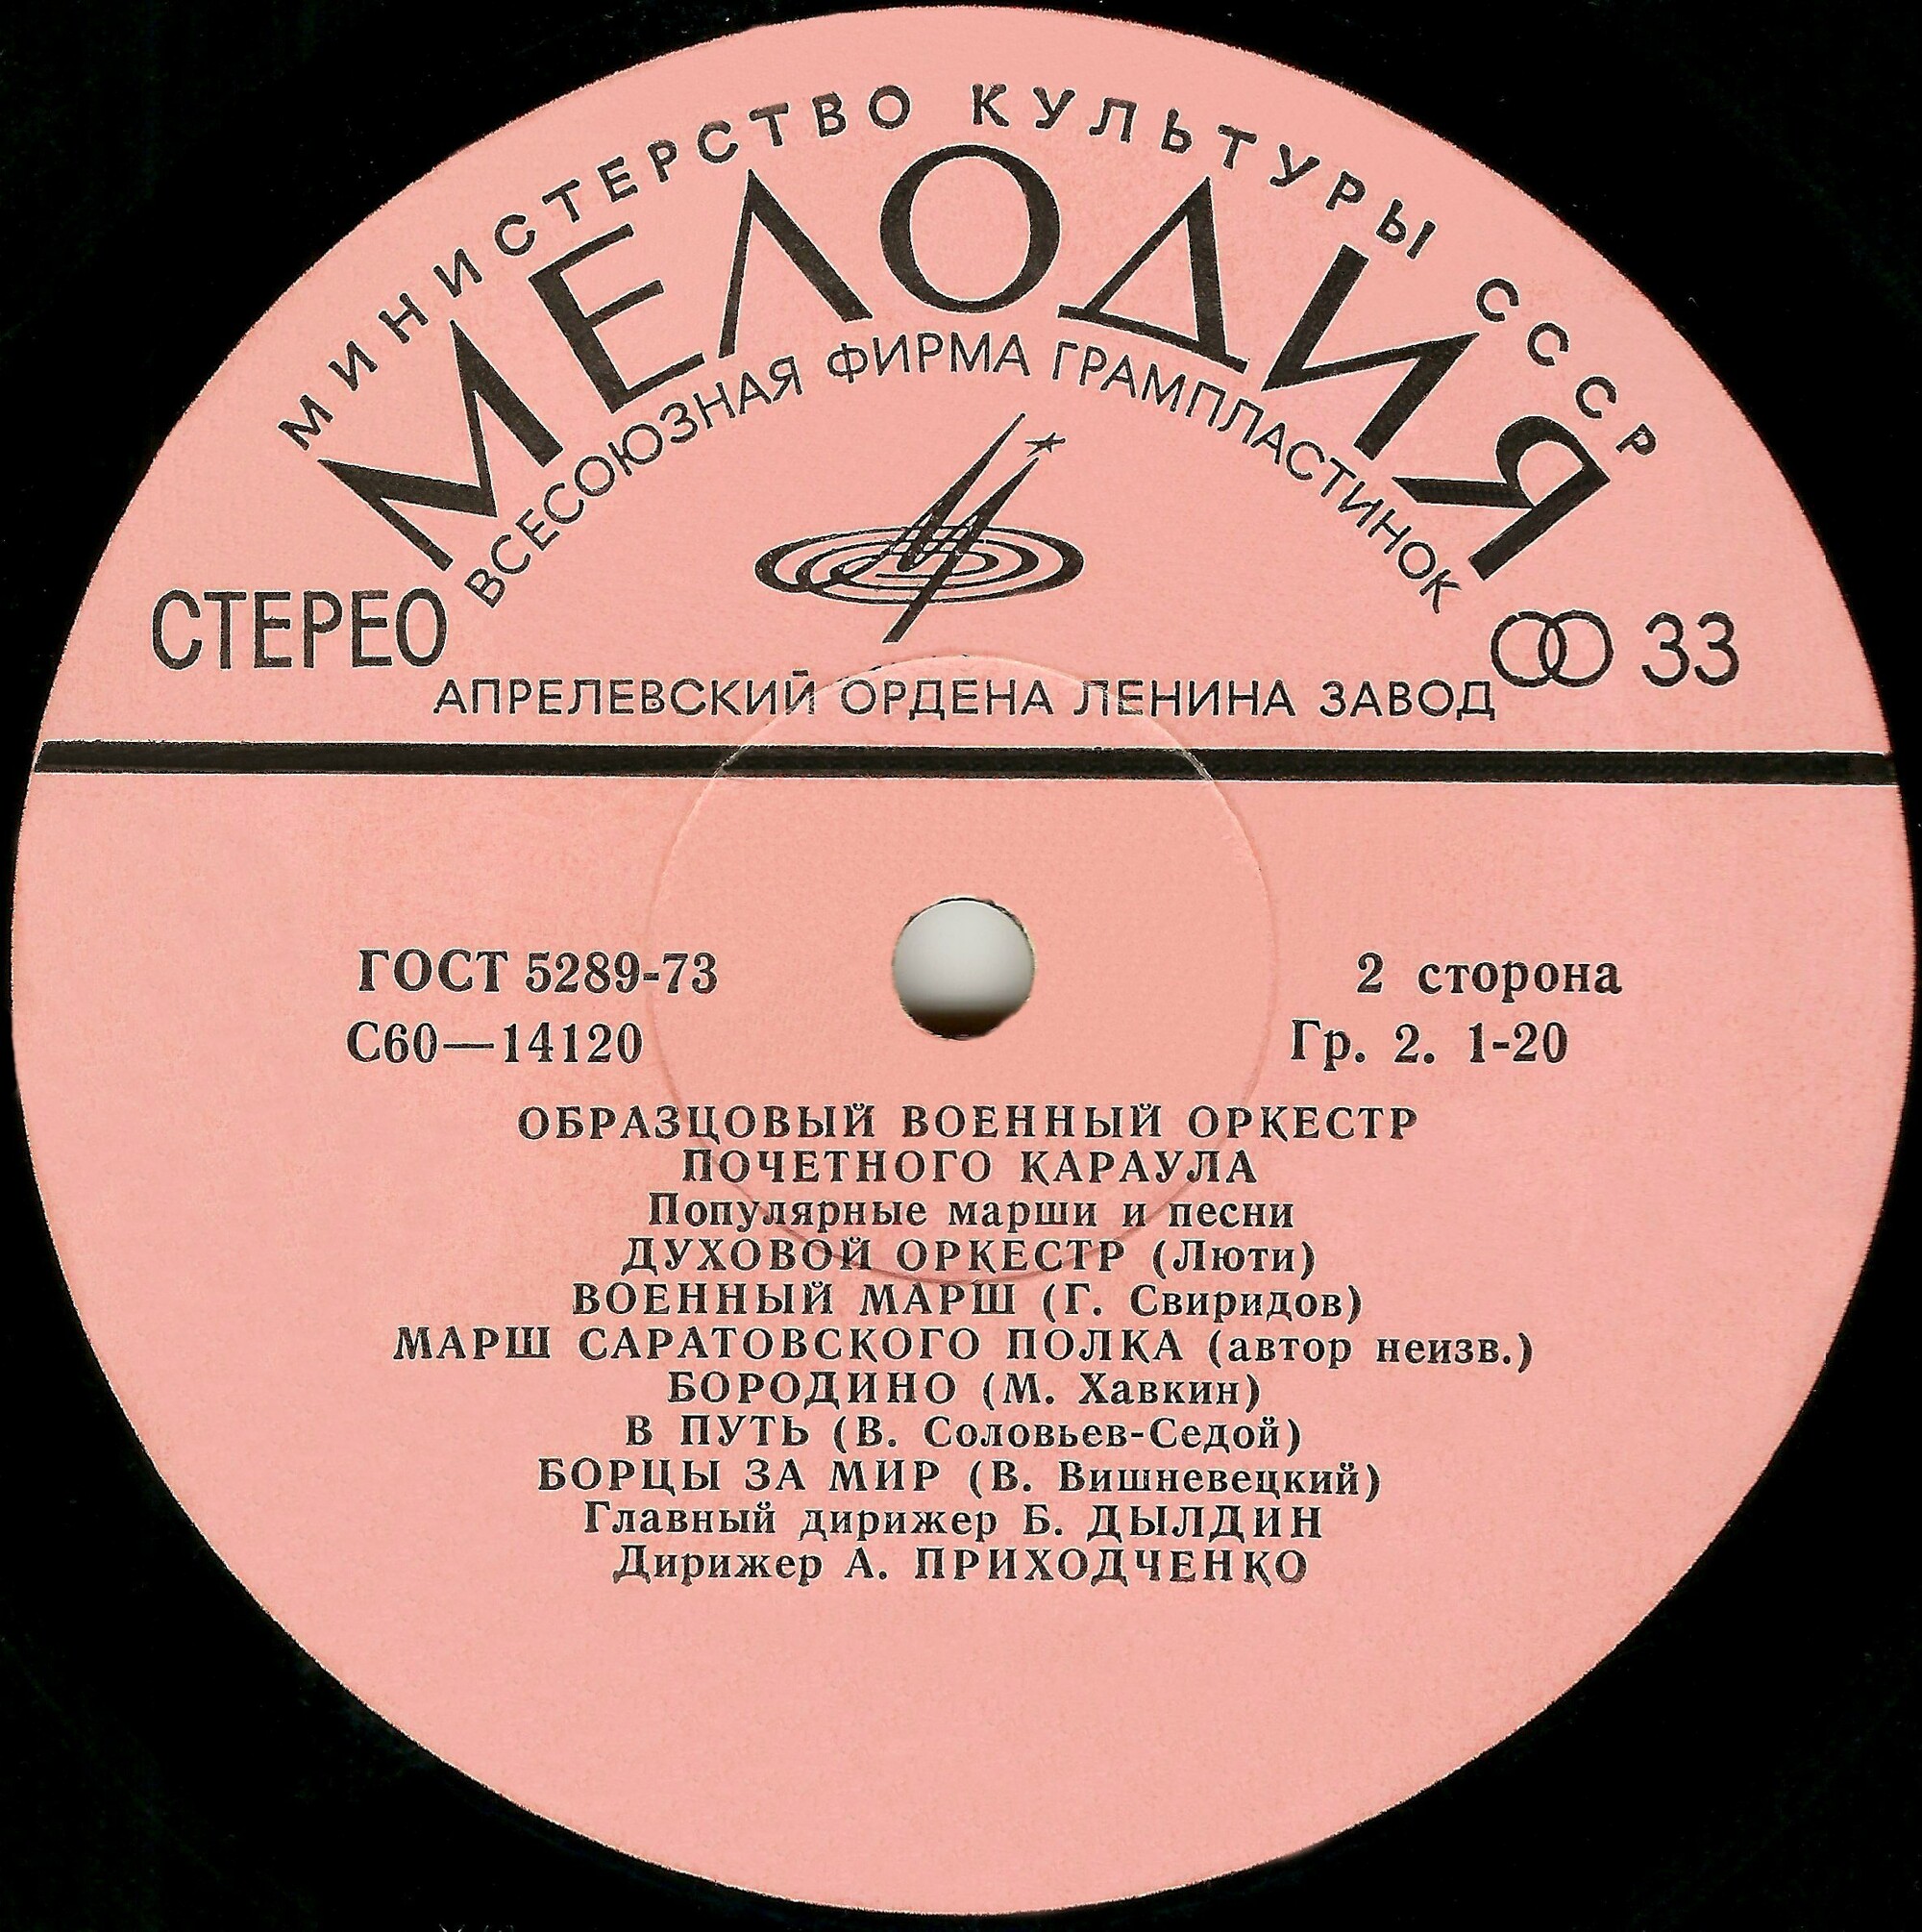 МИНИСТЕРСТВО КУЛЬТУРЫ СССР
МЕЛОДИЯ
ВСЕСОЮЗНАЯ ФИРМА ГРАМПЛАСТИНОК
СТЕРЕО
33
АПРЕЛЕВСКИЙ ОРДЕНА ЛЕНИНА ЗАВОД
ГОСТ 5289-73
2 сторона
С60—14120
Гр. 2. 1-20
ОБРАЗЦОВЫЙ ВОЕННЫЙ ОРКЕСТР
ПОЧЕТНОГО КАРАУЛА
Популярные марши и песни
ДУХОВОЙ ОРКЕСТР (Люти)
ВОЕННЫЙ МАРШ (Г. Свиридов)
МАРШ САРАТОВСКОГО ПОЛКА (автор неизв.)
БОРОДИНО (М. Хавкин)
В ПУТЬ (В. Соловьев-Седой)
БОРЦЫ ЗА МИР (В. Вишневецкий)
Главный дирижер Б. ДЫЛДИН
Дирижер А. ПРИХОДЧЕНКО